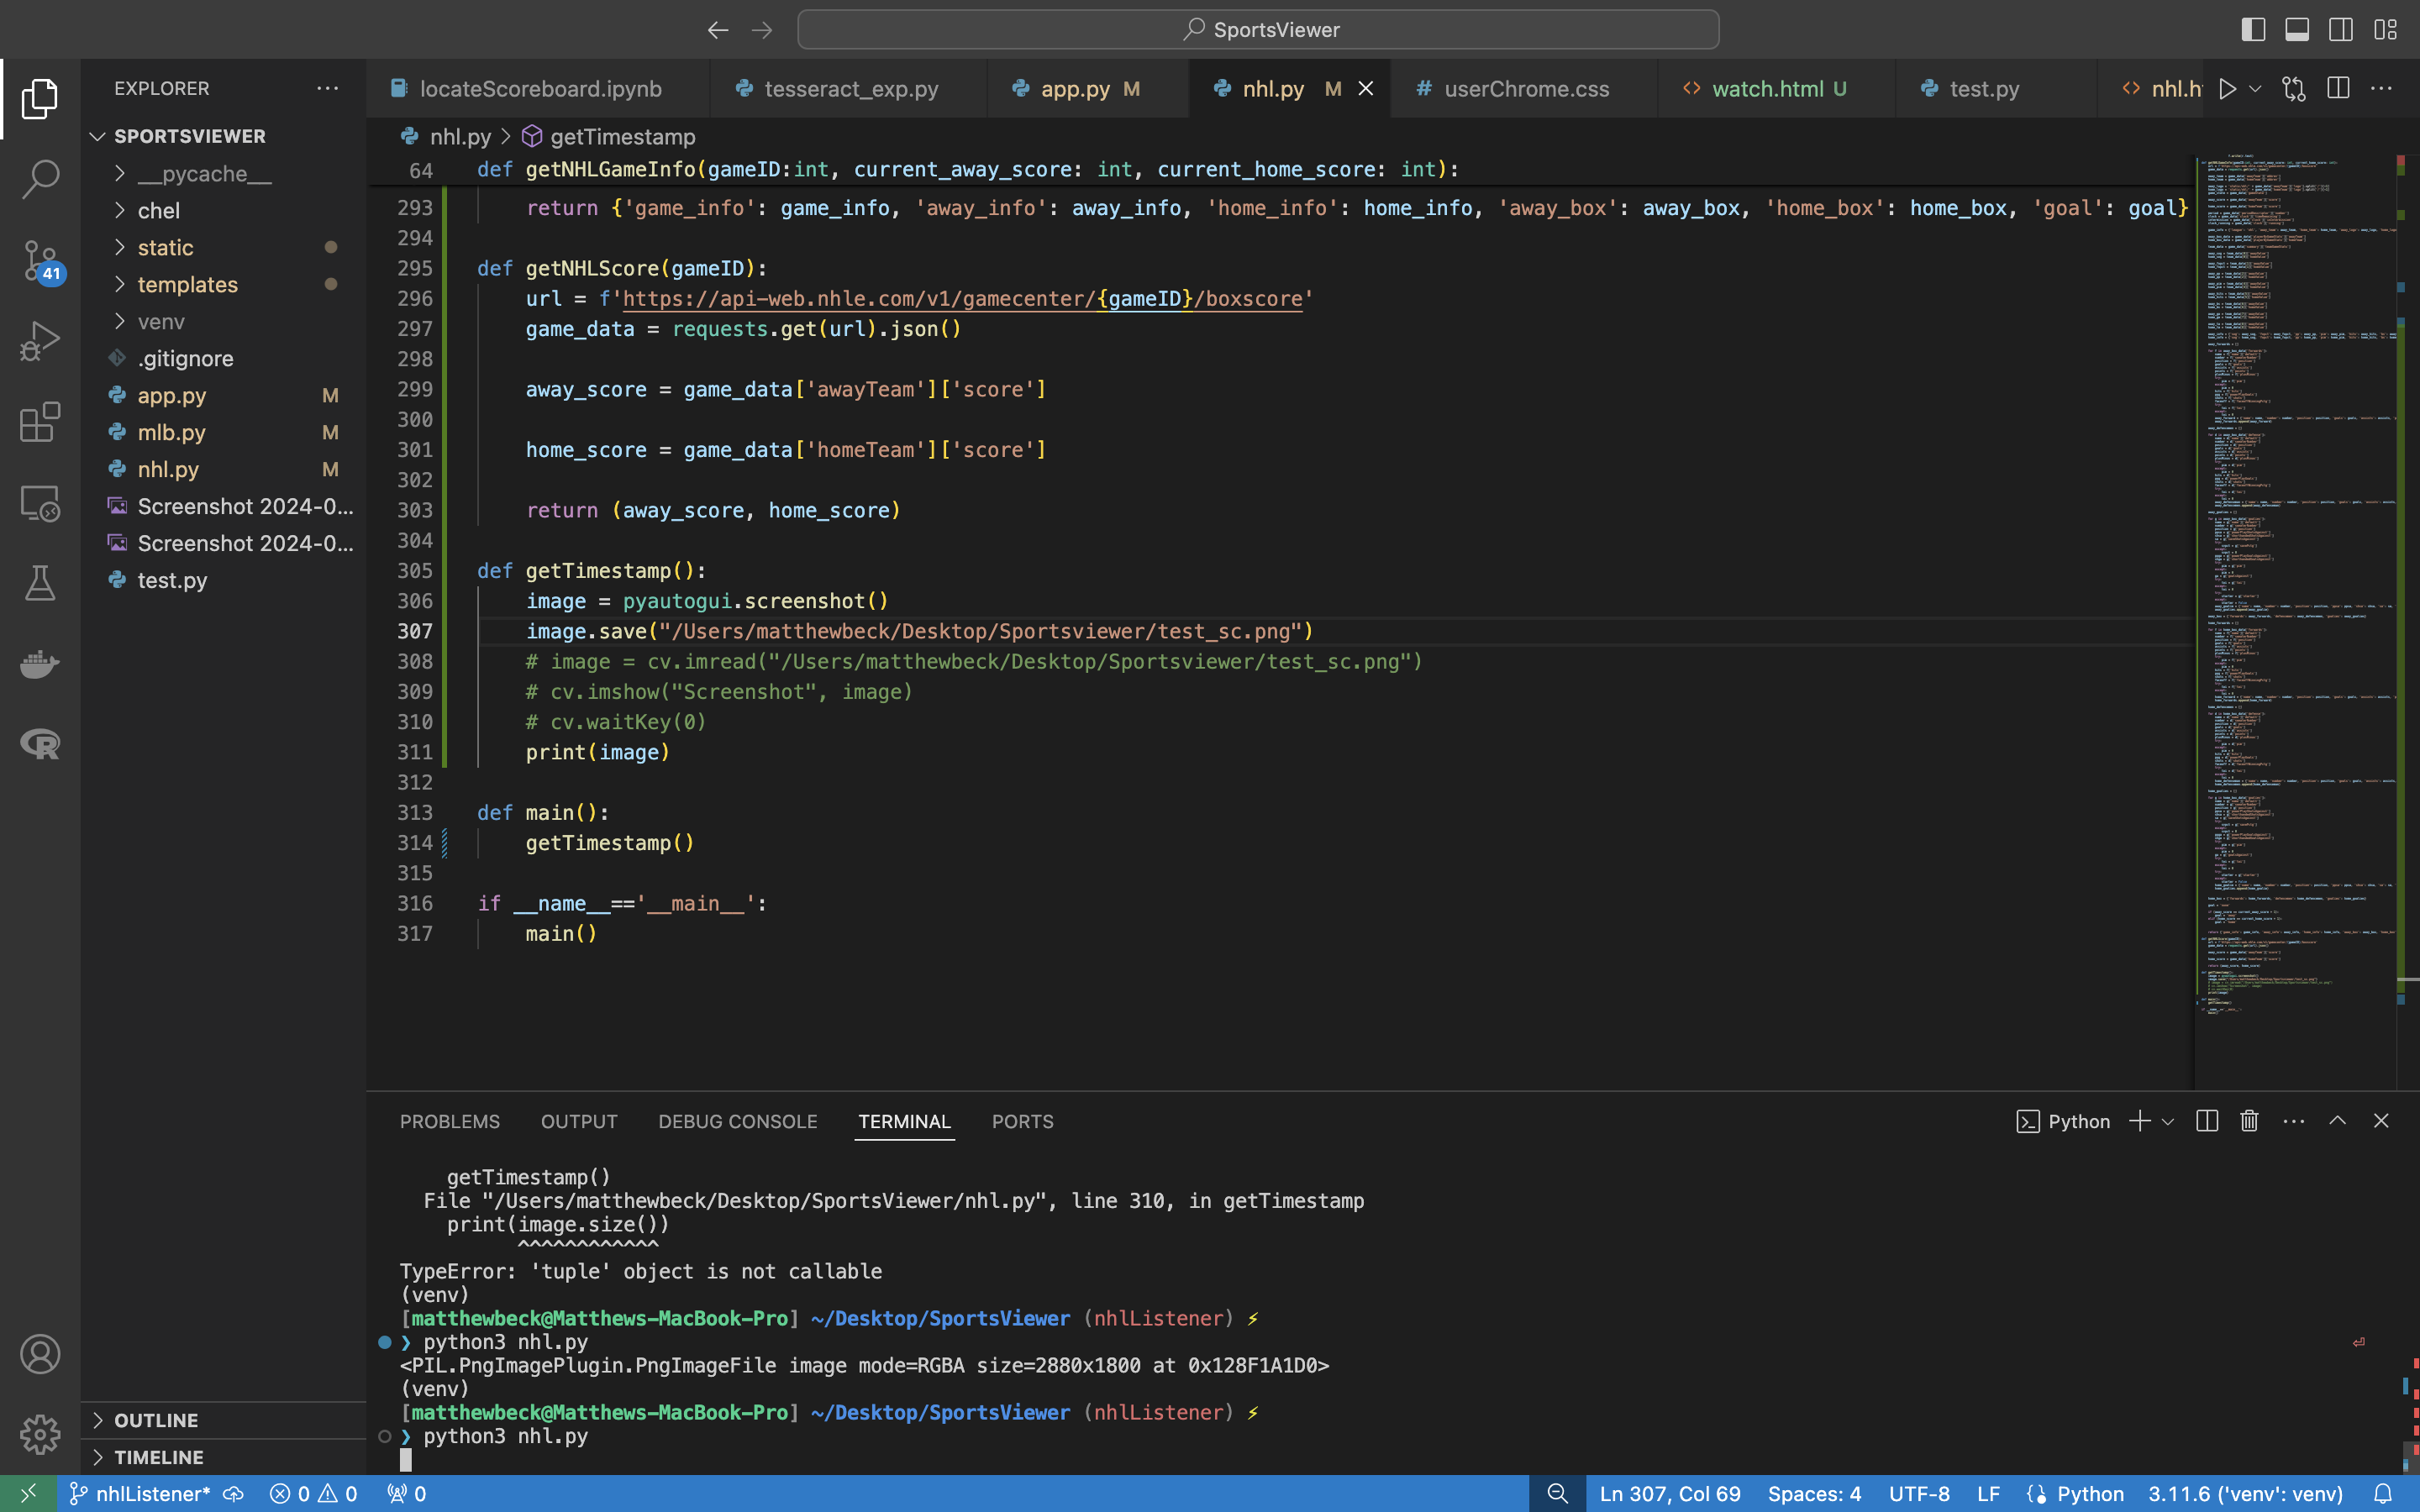 SportsViewer
EXPLORER
locateScoreboard.ipynb
tesseract_exp.py
app.py M
nhl.py M
userChrome.css
watch.html U
test.py
nhl.h
SPORTSVIEWER
nhl.py > getTimestamp
__pycache__
chel
static
templates
venv
.gitignore
app.py M
mlb.py M
nhl.py M
Screenshot 2024-0...
Screenshot 2024-0...
test.py
41
64 def getNHLGameInfo(gameID:int, current_away_score: int, current_home_score: int):
293 return {'game_info': game_info, 'away_info': away_info, 'home_info': home_info, 'away_box': away_box, 'home_box': home_box, 'goal': goal}
294
295 def getNHLScore(gameID):
296 url = f'https://api-web.nhle.com/v1/gamecenter/{gameID}/boxscore'
297 game_data = requests.get(url).json()
298
299 away_score = game_data['awayTeam']['score']
300
301 home_score = game_data['homeTeam']['score']
302
303 return (away_score, home_score)
304
305 def getTimestamp():
306 image = pyautogui.screenshot()
307 image.save("/Users/matthewbeck/Desktop/Sportsviewer/test_sc.png")
308 # image = cv.imread("/Users/matthewbeck/Desktop/Sportsviewer/test_sc.png")
309 # cv.imshow("Screenshot", image)
310 # cv.waitKey(0)
311 print(image)
312
313 def main():
314 getTimestamp()
315
316 if __name__=='__main__':
317 main()
PROBLEMS OUTPUT DEBUG CONSOLE TERMINAL PORTS
Python
getTimestamp()
File "/Users/matthewbeck/Desktop/SportsViewer/nhl.py", line 310, in getTimestamp
print(image.size())
^^^^^^^^^^^^
TypeError: 'tuple' object is not callable
(venv)
[matthewbeck@Matthews-MacBook-Pro] ~/Desktop/SportsViewer (nhlListener) ⚡
❯ python3 nhl.py
<PIL.PngImagePlugin.PngImageFile image mode=RGBA size=2880x1800 at 0x128F1A1D0>
(venv)
[matthewbeck@Matthews-MacBook-Pro] ~/Desktop/SportsViewer (nhlListener) ⚡
❯ python3 nhl.py
OUTLINE
TIMELINE
nhlListener* 0 0 0 Ln 307, Col 69 Spaces: 4 UTF-8 LF Python 3.11.6 ('venv': venv)